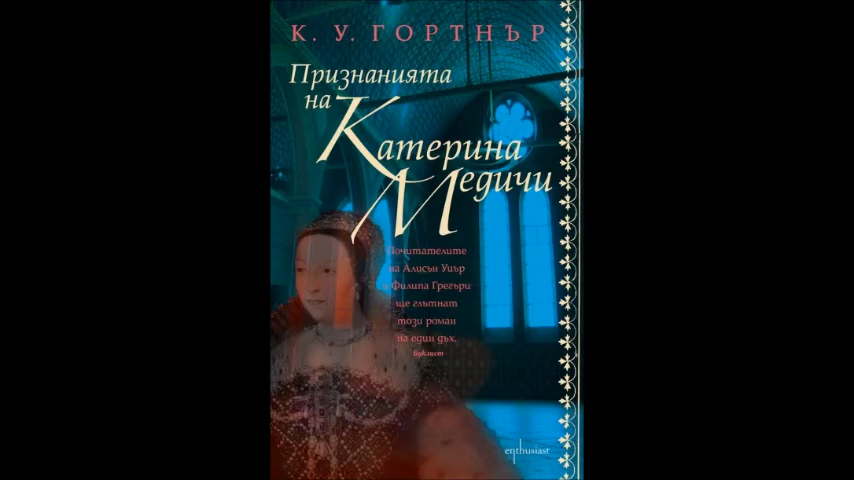 К. У. ГОРТНЪР
Признанията
на
Катерина
Медичи
Почитателите
на Алисън Уиър
и Филипа Грегъри
ще глътнат
този роман
на един дъх.
Буклист
enthusiast